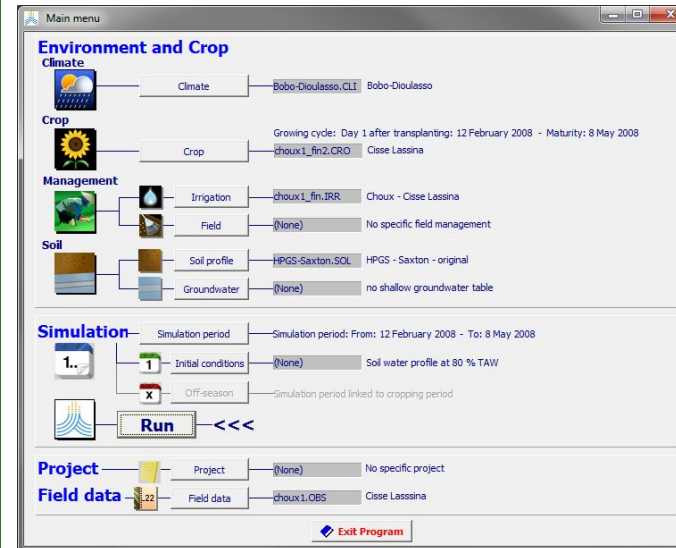 Main menu
Environment and Crop
Climate
Climate Bobo-Dioulasso.CLI Bobo-Dioulasso
Crop
Growing cycle: Day 1 after transplanting: 12 February 2008 - Maturity: 8 May 2008
Crop choux1_fin2.CRO Cisse Lassina
Management
Irrigation choux1_fin.IRR Choux - Cisse Lassina
Field (None) No specific field management
Soil
Soil profile HPGS-Saxton.SOL HPGS - Saxton - original
Groundwater (None) no shallow groundwater table
Simulation Simulation period Simulation period: From: 12 February 2008 - To: 8 May 2008
1.. 1 Initial conditions (None) Soil water profile at 80 % TAW
X Off-season Simulation period linked to cropping period
Run <<<
Project Project (None) No specific project
Field data ..22 Field data choux1.OBS Cisse Lasssina
Exit Program